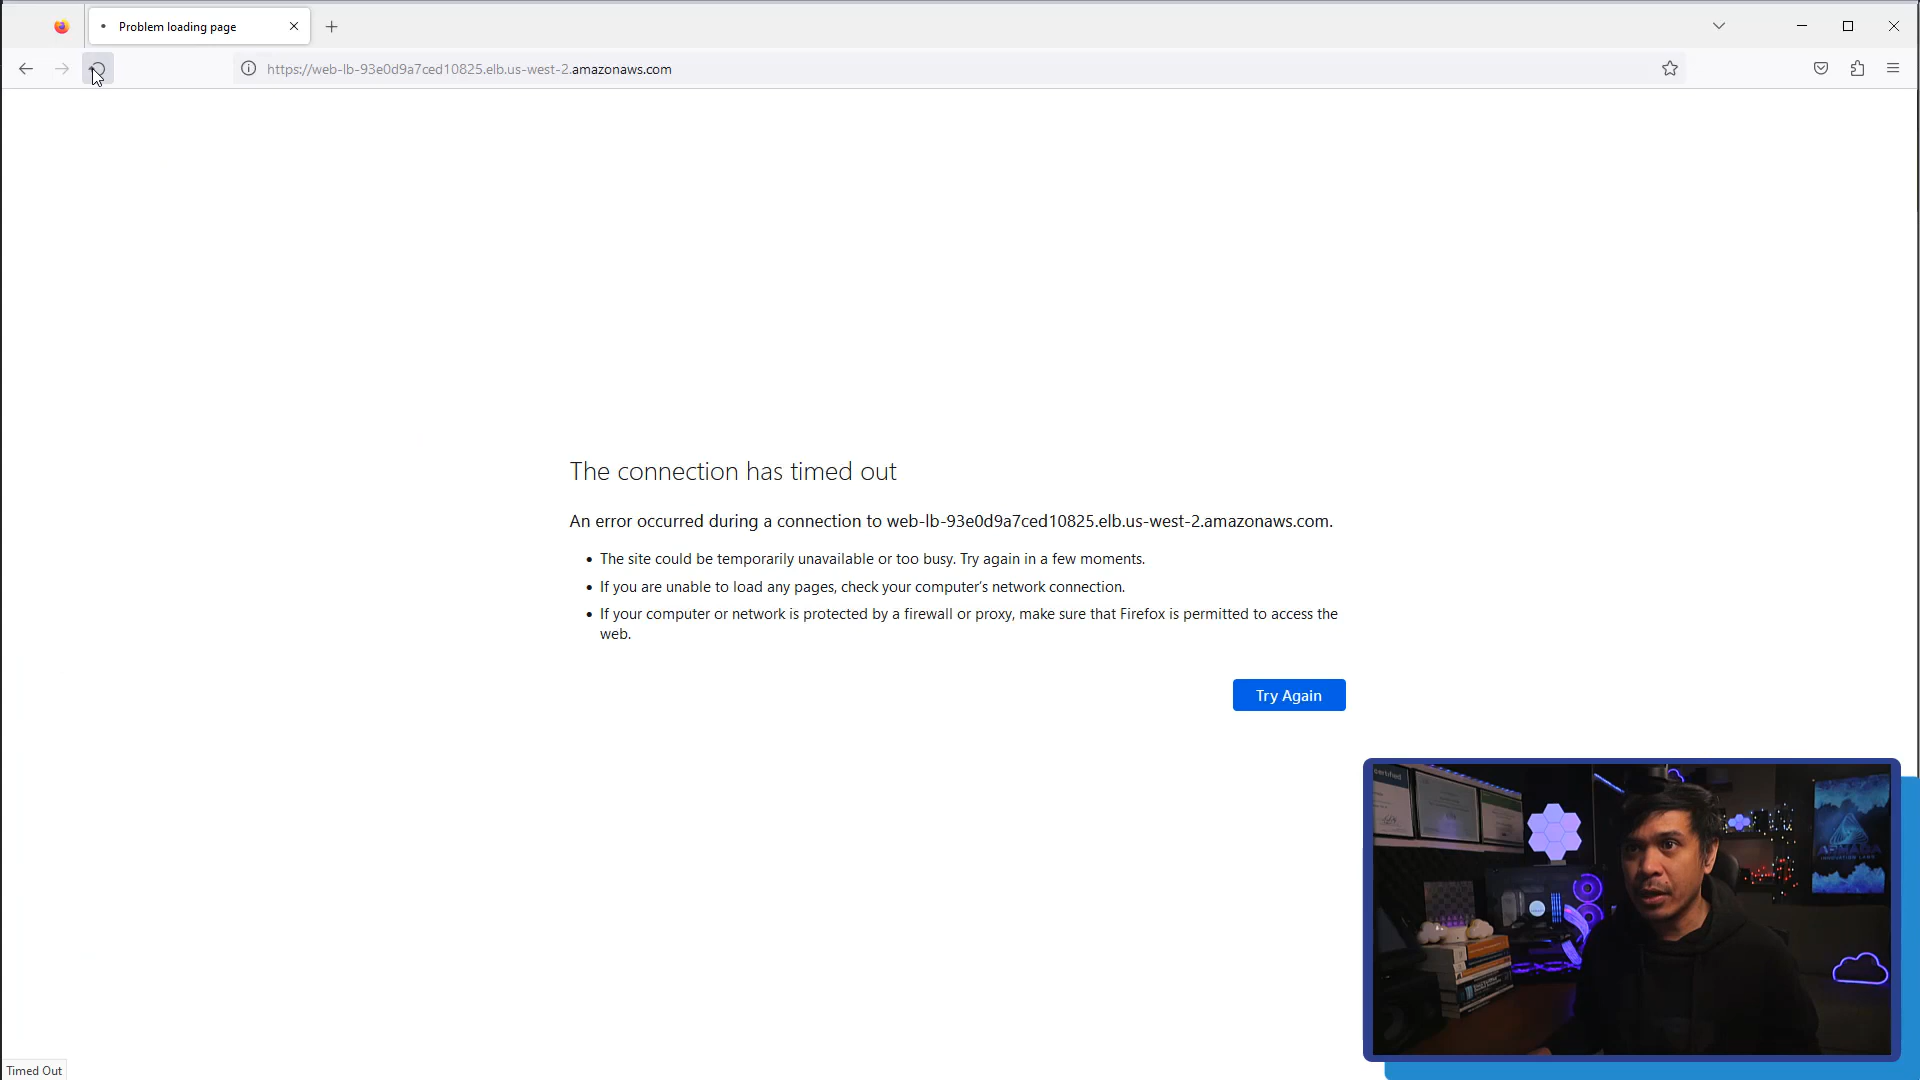 Problem loading page
https://web-lb-93e0d9a7ced10825.elb.us-west-2.amazonaws.com
The connection has timed out
An error occurred during a connection to web-lb-93e0d9a7ced10825.elb.us-west-2.amazonaws.com.
• The site could be temporarily unavailable or too busy. Try again in a few moments.
• If you are unable to load any pages, check your computer's network connection.
• If your computer or network is protected by a firewall or proxy, make sure that Firefox is permitted to access the
web.
Try Again
INNOVATION LABS
Timed Out